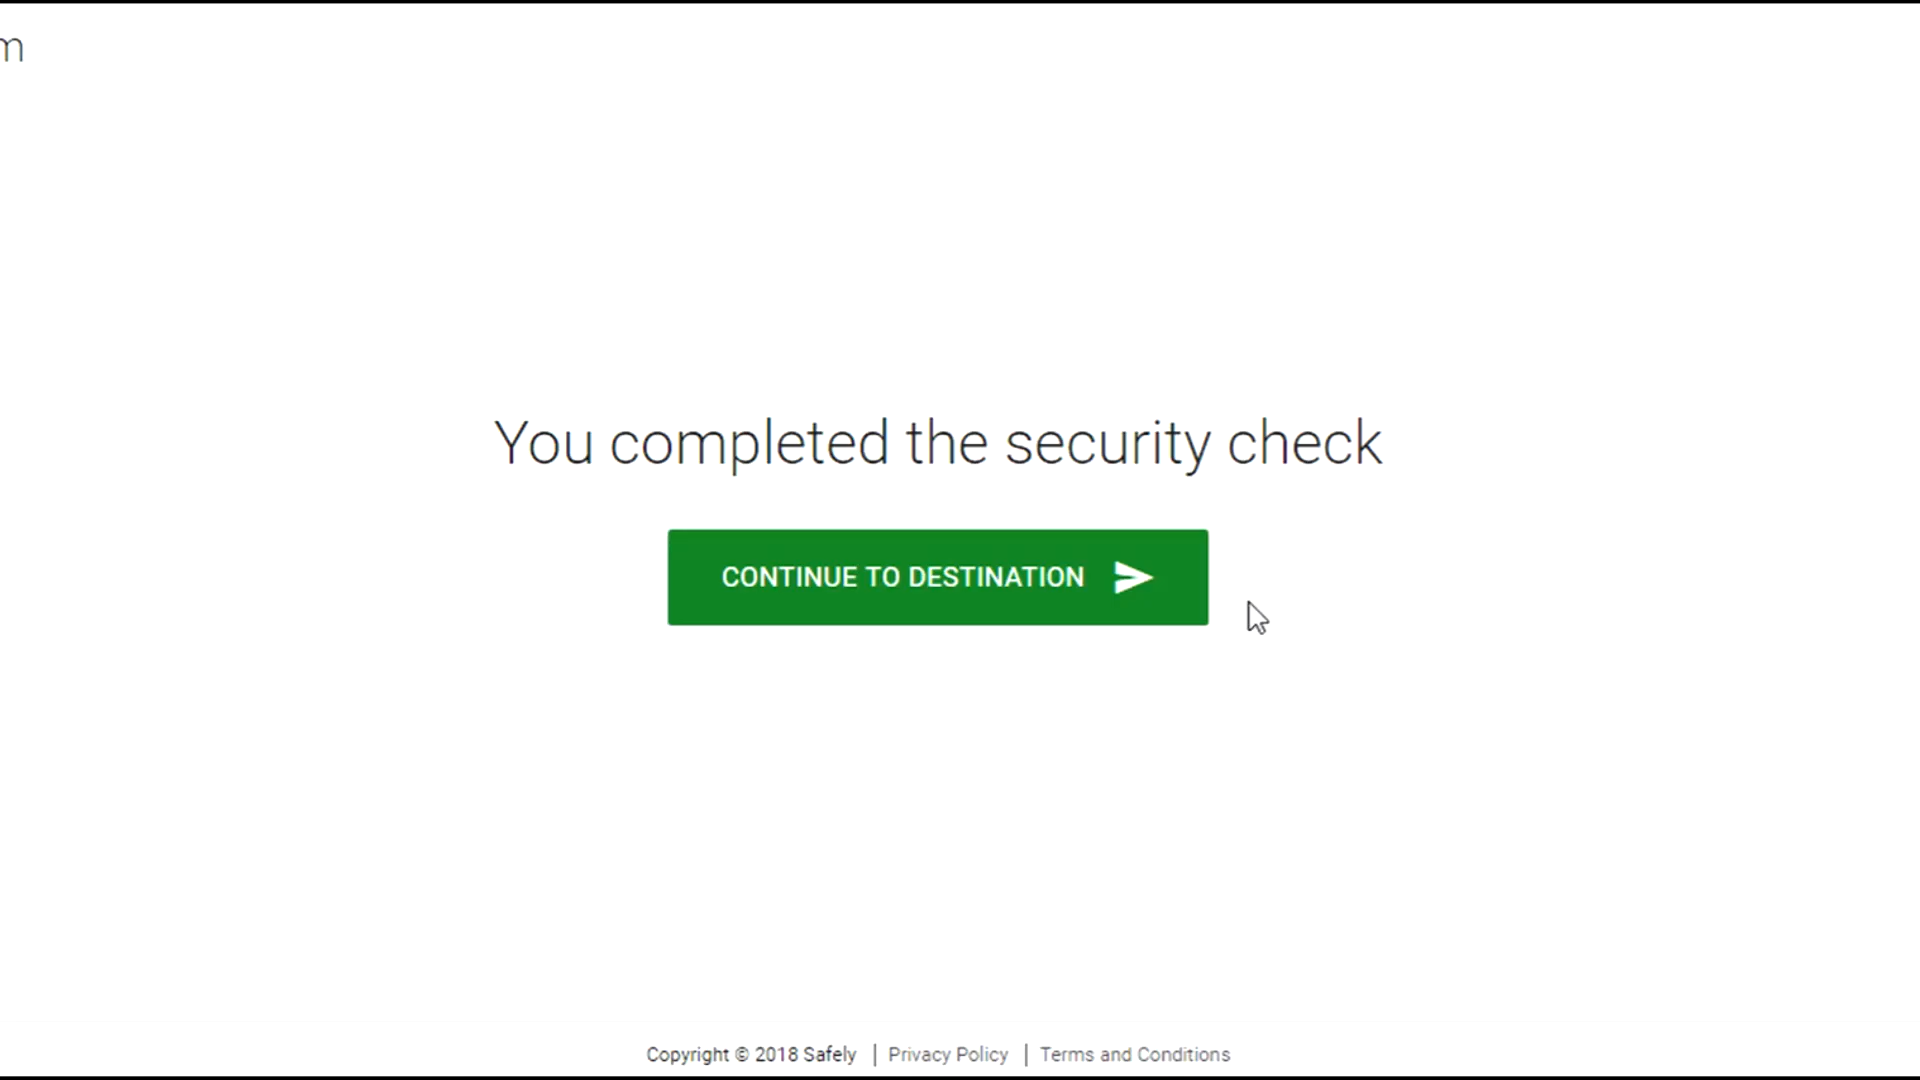 m
You completed the security check
CONTINUE TO DESTINATION
Copyright © 2018 Safely | Privacy Policy | Terms and Conditions